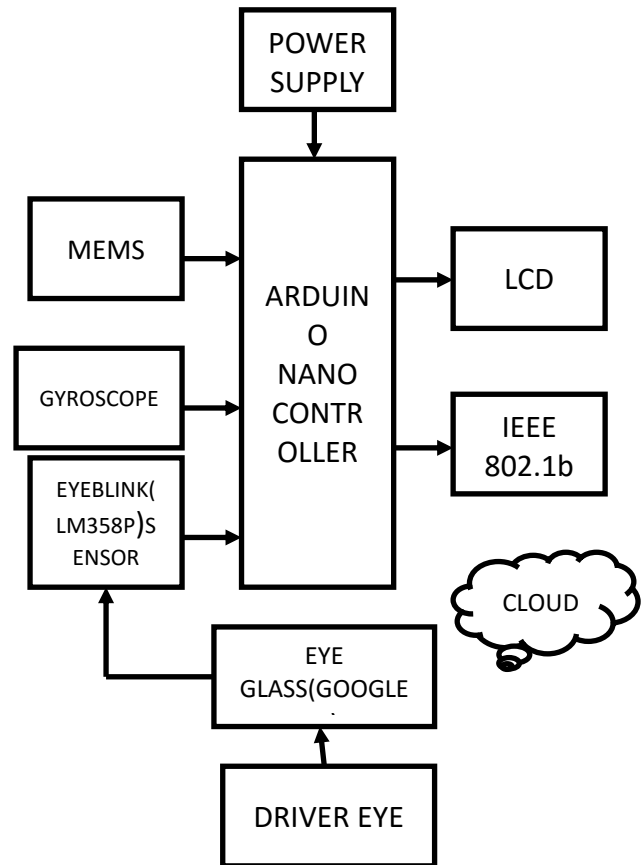 POWER
SUPPLY
MEMS
ARDUIN
O
NANO
CONTR
OLLER
LCD
GYROSCOPE
IEEE
802.1b
EYEBLINK(
LM358P)S
ENSOR
CLOUD
EYE
GLASS(GOOGLE
DRIVER EYE